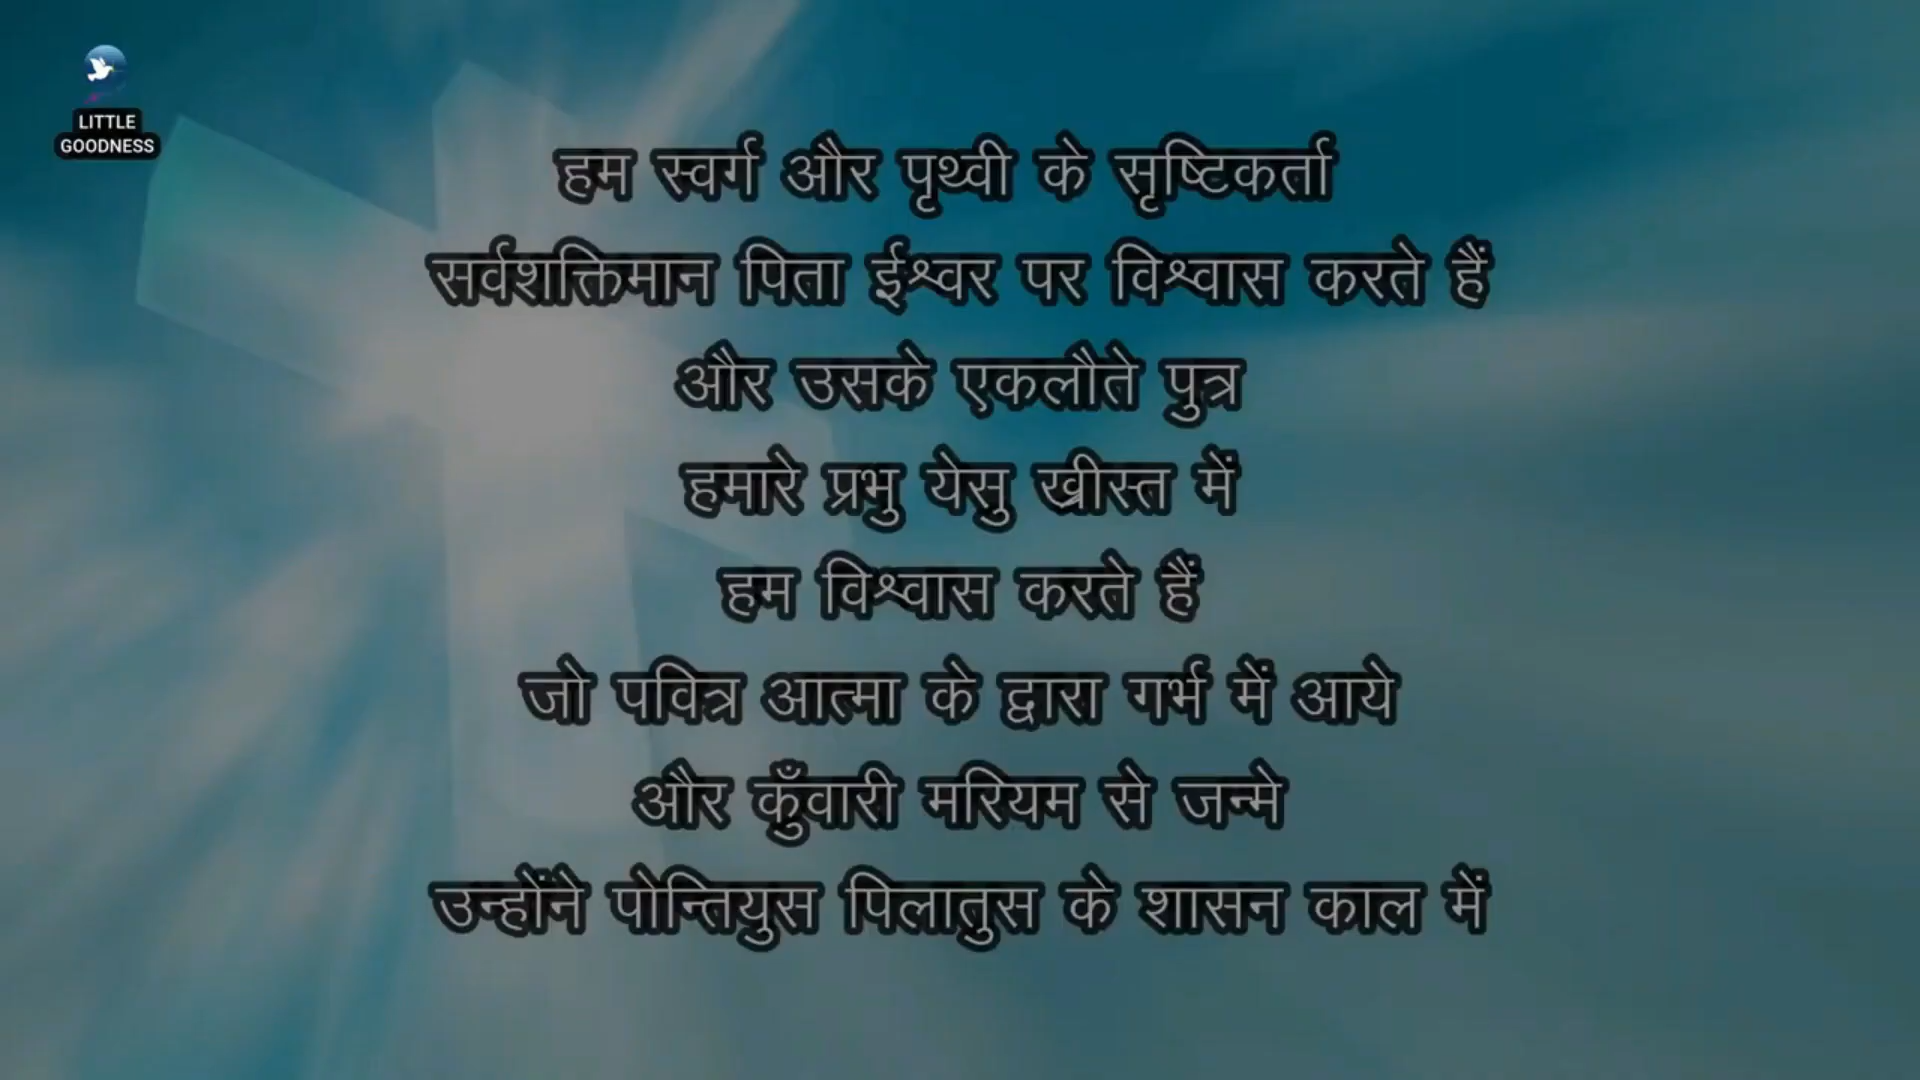 LITTLE
GOODNESS
हम स्वर्ग और पृथ्वी के सृष्टिकर्ता
सर्वशक्तिमान पिता ईश्वर पर विश्वास करते हैं
और उसके एकलौते पुत्र
हमारे प्रभु येसु ख्रीस्त में
हम विश्वास करते हैं
जो पवित्र आत्मा के द्वारा गर्भ में आये
और कुँवारी मरियम से जन्मे
उन्होंने पोन्तियुस पिलातुस के शासन काल में